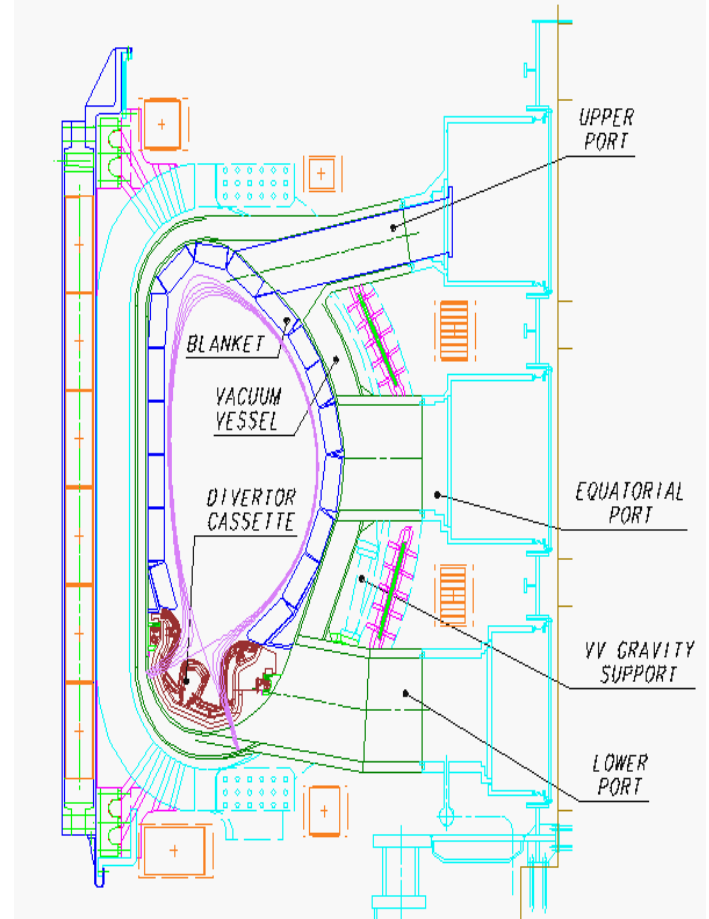 UPPER
PORT
BLANKET
VACUUM
VESSEL
DIVERTOR
CASSETTE
EQUATORIAL
PORT
VV GRAVITY
SUPPORT
LOWER
PORT